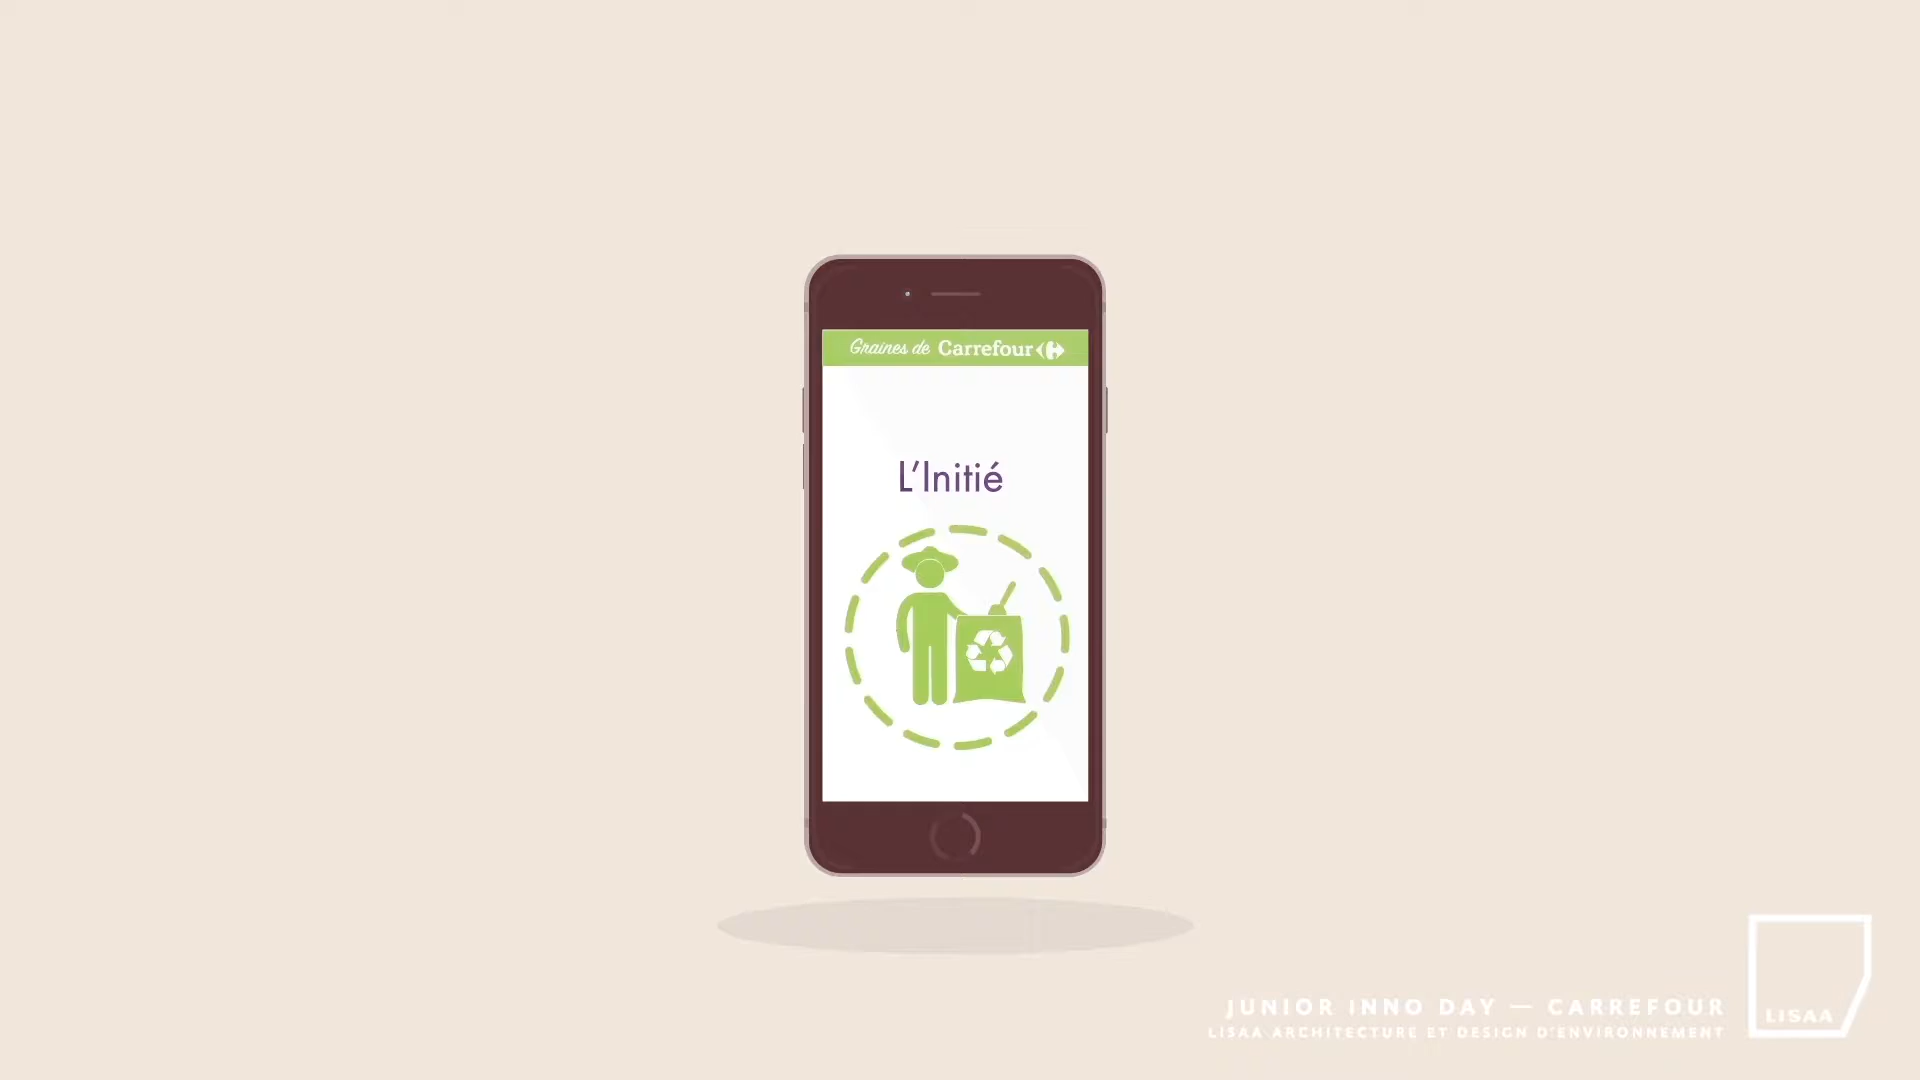 Graines de Carrefour
L'Initié
JUNIOR INNO DAY — CARREFOUR
LISAA ARCHITECTURE ET DESIGN D'ENVIRONNEMENT
LISAA